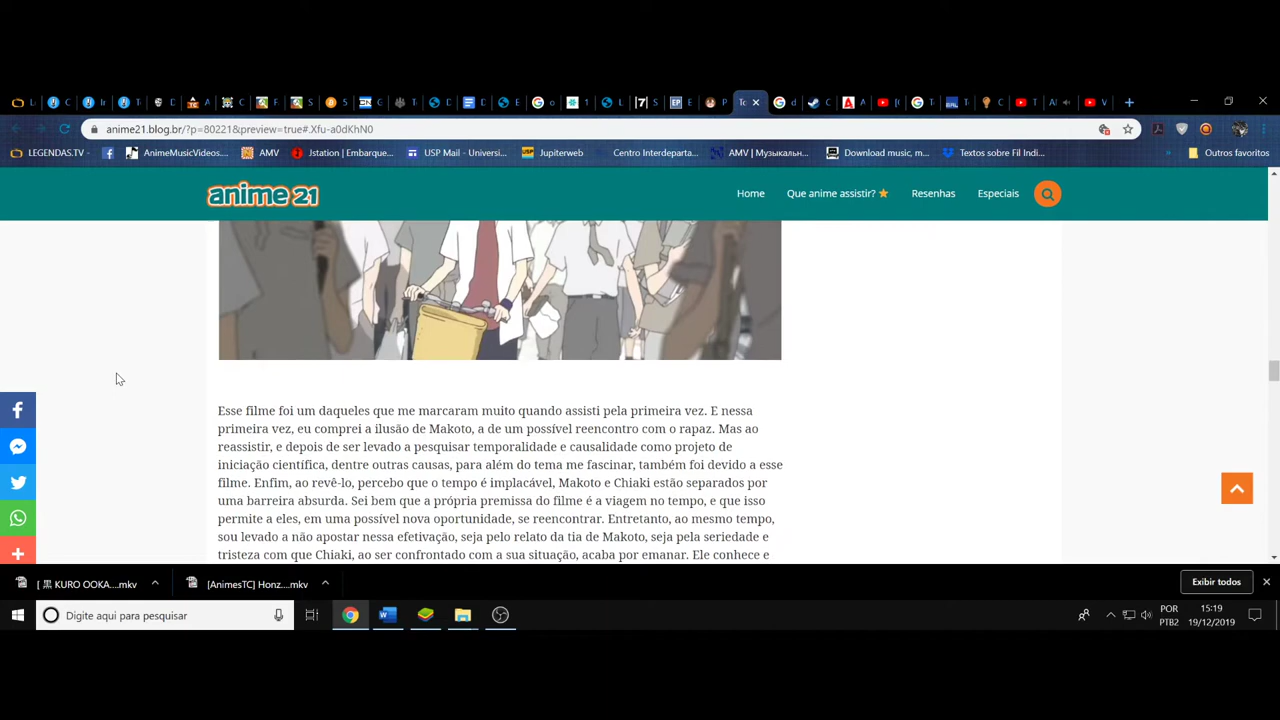 anime21.blog.br/?p=80221&preview=true#.Xfu-a0dKhN0
LEGENDAS.TV
AnimeMusicVideos....
AMV
Jstation | Embarque...
USP Mail - Universi...
Jupiterweb
Centro Interdeparta...
AMV | Музыкальн...
Download music, m...
Textos sobre Fil Indi...
»
Outros favoritos
anime 21
Home
Que anime assistir?
Resenhas
Especiais
Esse filme foi um daqueles que me marcaram muito quando assisti pela primeira vez. E nessa
primeira vez, eu comprei a ilusão de Makoto, a de um possível reencontro com o rapaz. Mas ao
reassistir, e depois de ser levado a pesquisar temporalidade e causalidade como projeto de
iniciação científica, dentre outras causas, para além do tema me fascinar, também foi devido a esse
filme. Enfim, ao revê-lo, percebo que o tempo é implacável, Makoto e Chiaki estão separados por
uma barreira absurda. Sei bem que a própria premissa do filme é a viagem no tempo, e que isso
permite a eles, em uma possível nova oportunidade, se reencontrar. Entretanto, ao mesmo tempo,
sou levado a não apostar nessa efetivação, seja pelo relato da tia de Makoto, seja pela seriedade e
tristeza com que Chiaki, ao ser confrontado com a sua situação, acaba por emanar. Ele conhece e
[ 黒 KURO OOKA....mkv
[AnimesTC] Honz....mkv
Exibir todos
Digite aqui para pesquisar
POR
PTB2
15:19
19/12/2019